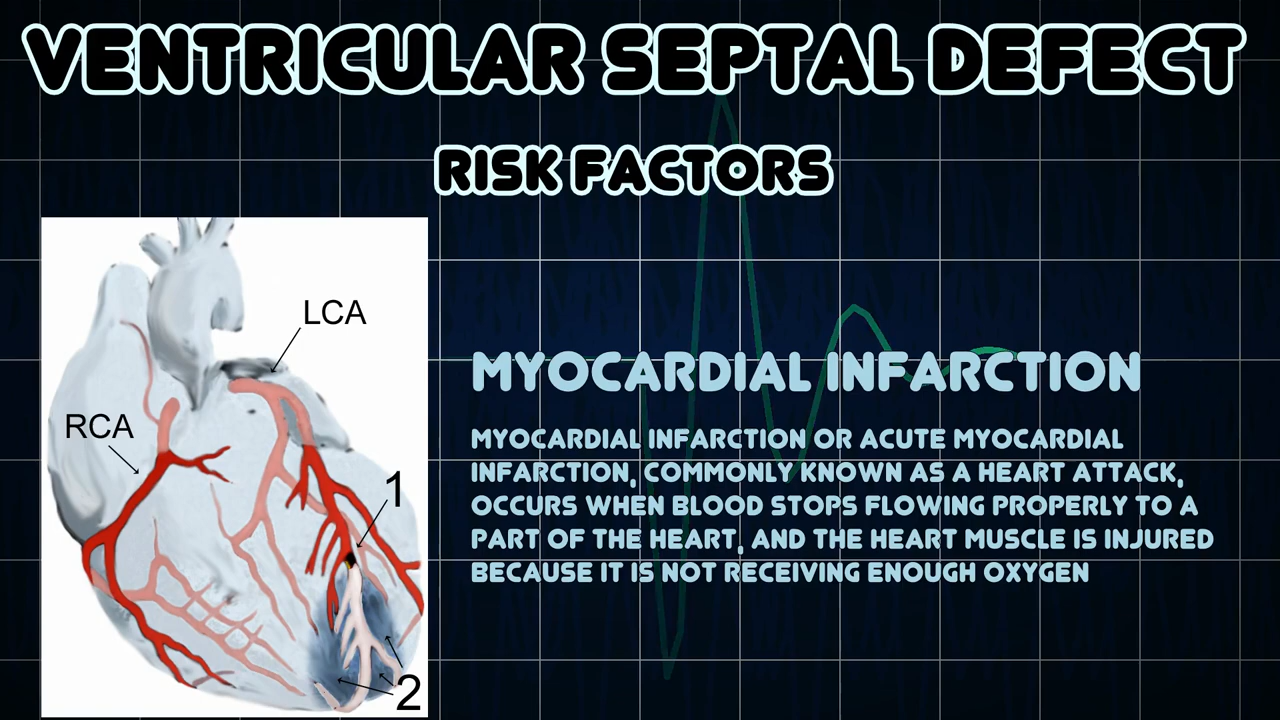 VENTRICULAR SEPTAL DEFECT
RISK FACTORS
LCA
RCA
1
2
MYOCARDIAL INFARCTION
MYOCARDIAL INFARCTION OR ACUTE MYOCARDIAL
INFARCTION, COMMONLY KNOWN AS A HEART ATTACK,
OCCURS WHEN BLOOD STOPS FLOWING PROPERLY TO A
PART OF THE HEART, AND THE HEART MUSCLE IS INJURED
BECAUSE IT IS NOT RECEIVING ENOUGH OXYGEN